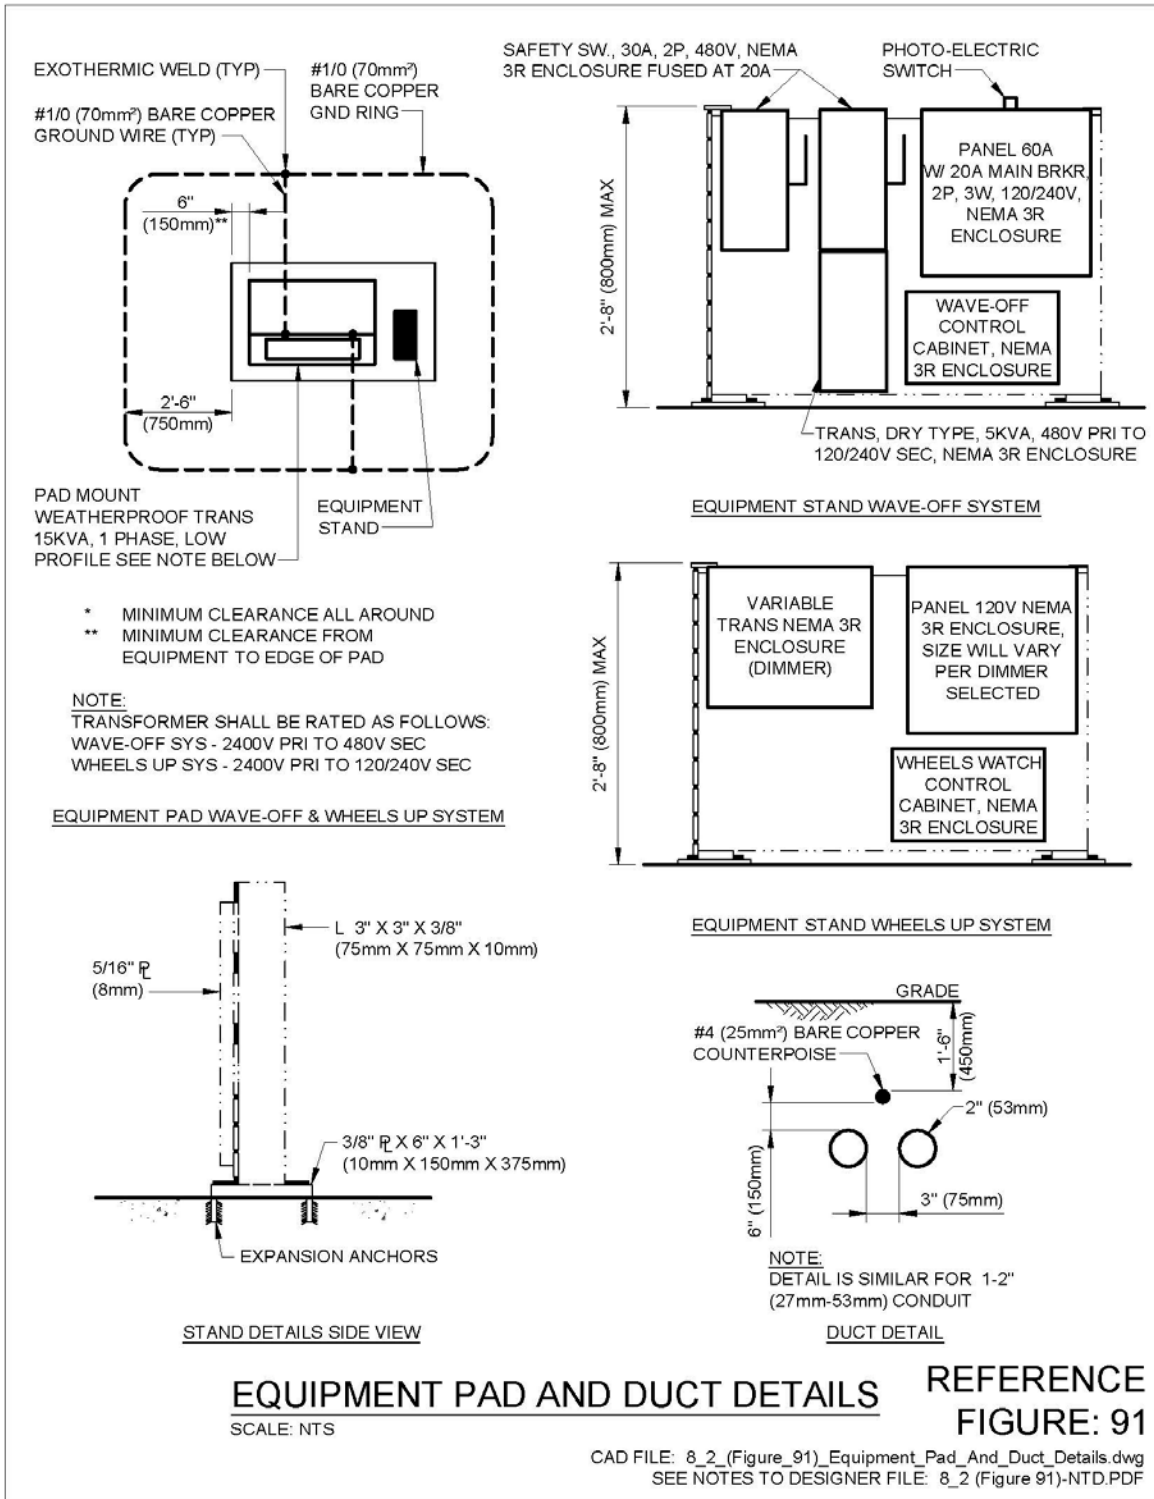 EXOTHERMIC WELD (TYP)
#1/0 (70mm²)
BARE COPPER
GND RING
#1/0 (70mm²) BARE COPPER
GROUND WIRE (TYP)
6"
(150mm)**
2'-6"
(750mm)
PAD MOUNT
WEATHERPROOF TRANS
15KVA, 1 PHASE, LOW
PROFILE SEE NOTE BELOW
EQUIPMENT
STAND
* MINIMUM CLEARANCE ALL AROUND
** MINIMUM CLEARANCE FROM
EQUIPMENT TO EDGE OF PAD
NOTE:
TRANSFORMER SHALL BE RATED AS FOLLOWS:
WAVE-OFF SYS - 2400V PRI TO 480V SEC
WHEELS UP SYS - 2400V PRI TO 120/240V SEC
EQUIPMENT PAD WAVE-OFF & WHEELS UP SYSTEM
SAFETY SW., 30A, 2P, 480V, NEMA
3R ENCLOSURE FUSED AT 20A
PHOTO-ELECTRIC
SWITCH
2'-8" (800mm) MAX
PANEL 60A
W/ 20A MAIN BRKR,
2P, 3W, 120/240V,
NEMA 3R
ENCLOSURE
WAVE-OFF
CONTROL
CABINET, NEMA
3R ENCLOSURE
TRANS, DRY TYPE, 5KVA, 480V PRI TO
120/240V SEC, NEMA 3R ENCLOSURE
EQUIPMENT STAND WAVE-OFF SYSTEM
2'-8" (800mm) MAX
VARIABLE
TRANS NEMA 3R
ENCLOSURE
(DIMMER)
PANEL 120V NEMA
3R ENCLOSURE,
SIZE WILL VARY
PER DIMMER
SELECTED
WHEELS WATCH
CONTROL
CABINET, NEMA
3R ENCLOSURE
EQUIPMENT STAND WHEELS UP SYSTEM
L 3" X 3" X 3/8"
(75mm X 75mm X 10mm)
5/16" PL
(8mm)
3/8" PL X 6" X 1'-3"
(10mm X 150mm X 375mm)
EXPANSION ANCHORS
STAND DETAILS SIDE VIEW
GRADE
#4 (25mm²) BARE COPPER
COUNTERPOISE
1'-6"
(450mm)
2" (53mm)
6" (150mm)
3" (75mm)
NOTE:
DETAIL IS SIMILAR FOR 1-2"
(27mm-53mm) CONDUIT
DUCT DETAIL
EQUIPMENT PAD AND DUCT DETAILS
SCALE: NTS
REFERENCE
FIGURE: 91
CAD FILE: 8_2_(Figure_91)_Equipment_Pad_And_Duct_Details.dwg
SEE NOTES TO DESIGNER FILE: 8_2 (Figure 91)-NTD.PDF